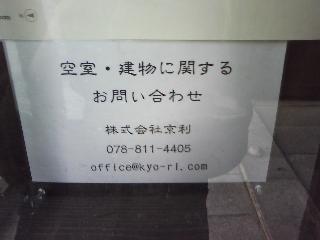 空室・建物に関する
お問い合わせ
株式会社京利
078-811-4405
office@kyo-ri.com